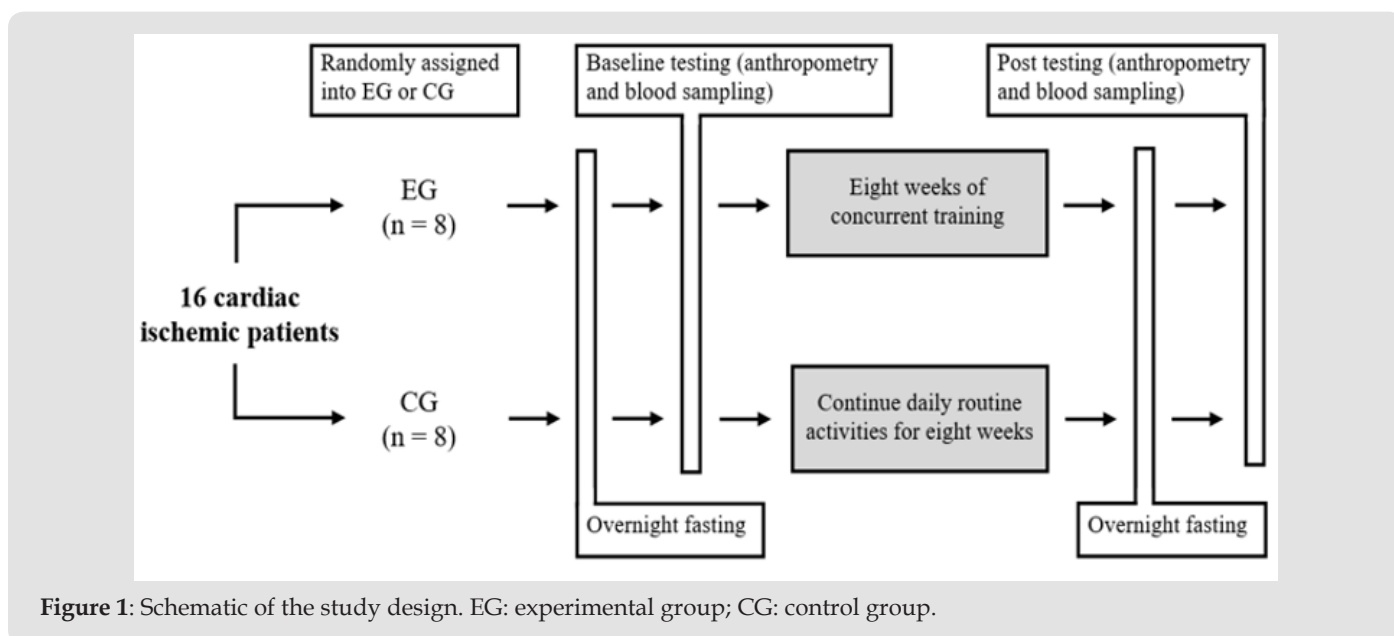 Randomly assigned
into EG or CG
Baseline testing (anthropometry
and blood sampling)
Post testing (anthropometry
and blood sampling)
EG
(n = 8)
Eight weeks of
concurrent training
16 cardiac
ischemic patients
CG
(n = 8)
Continue daily routine
activities for eight weeks
Overnight fasting
Overnight fasting
Figure 1: Schematic of the study design. EG: experimental group; CG: control group.